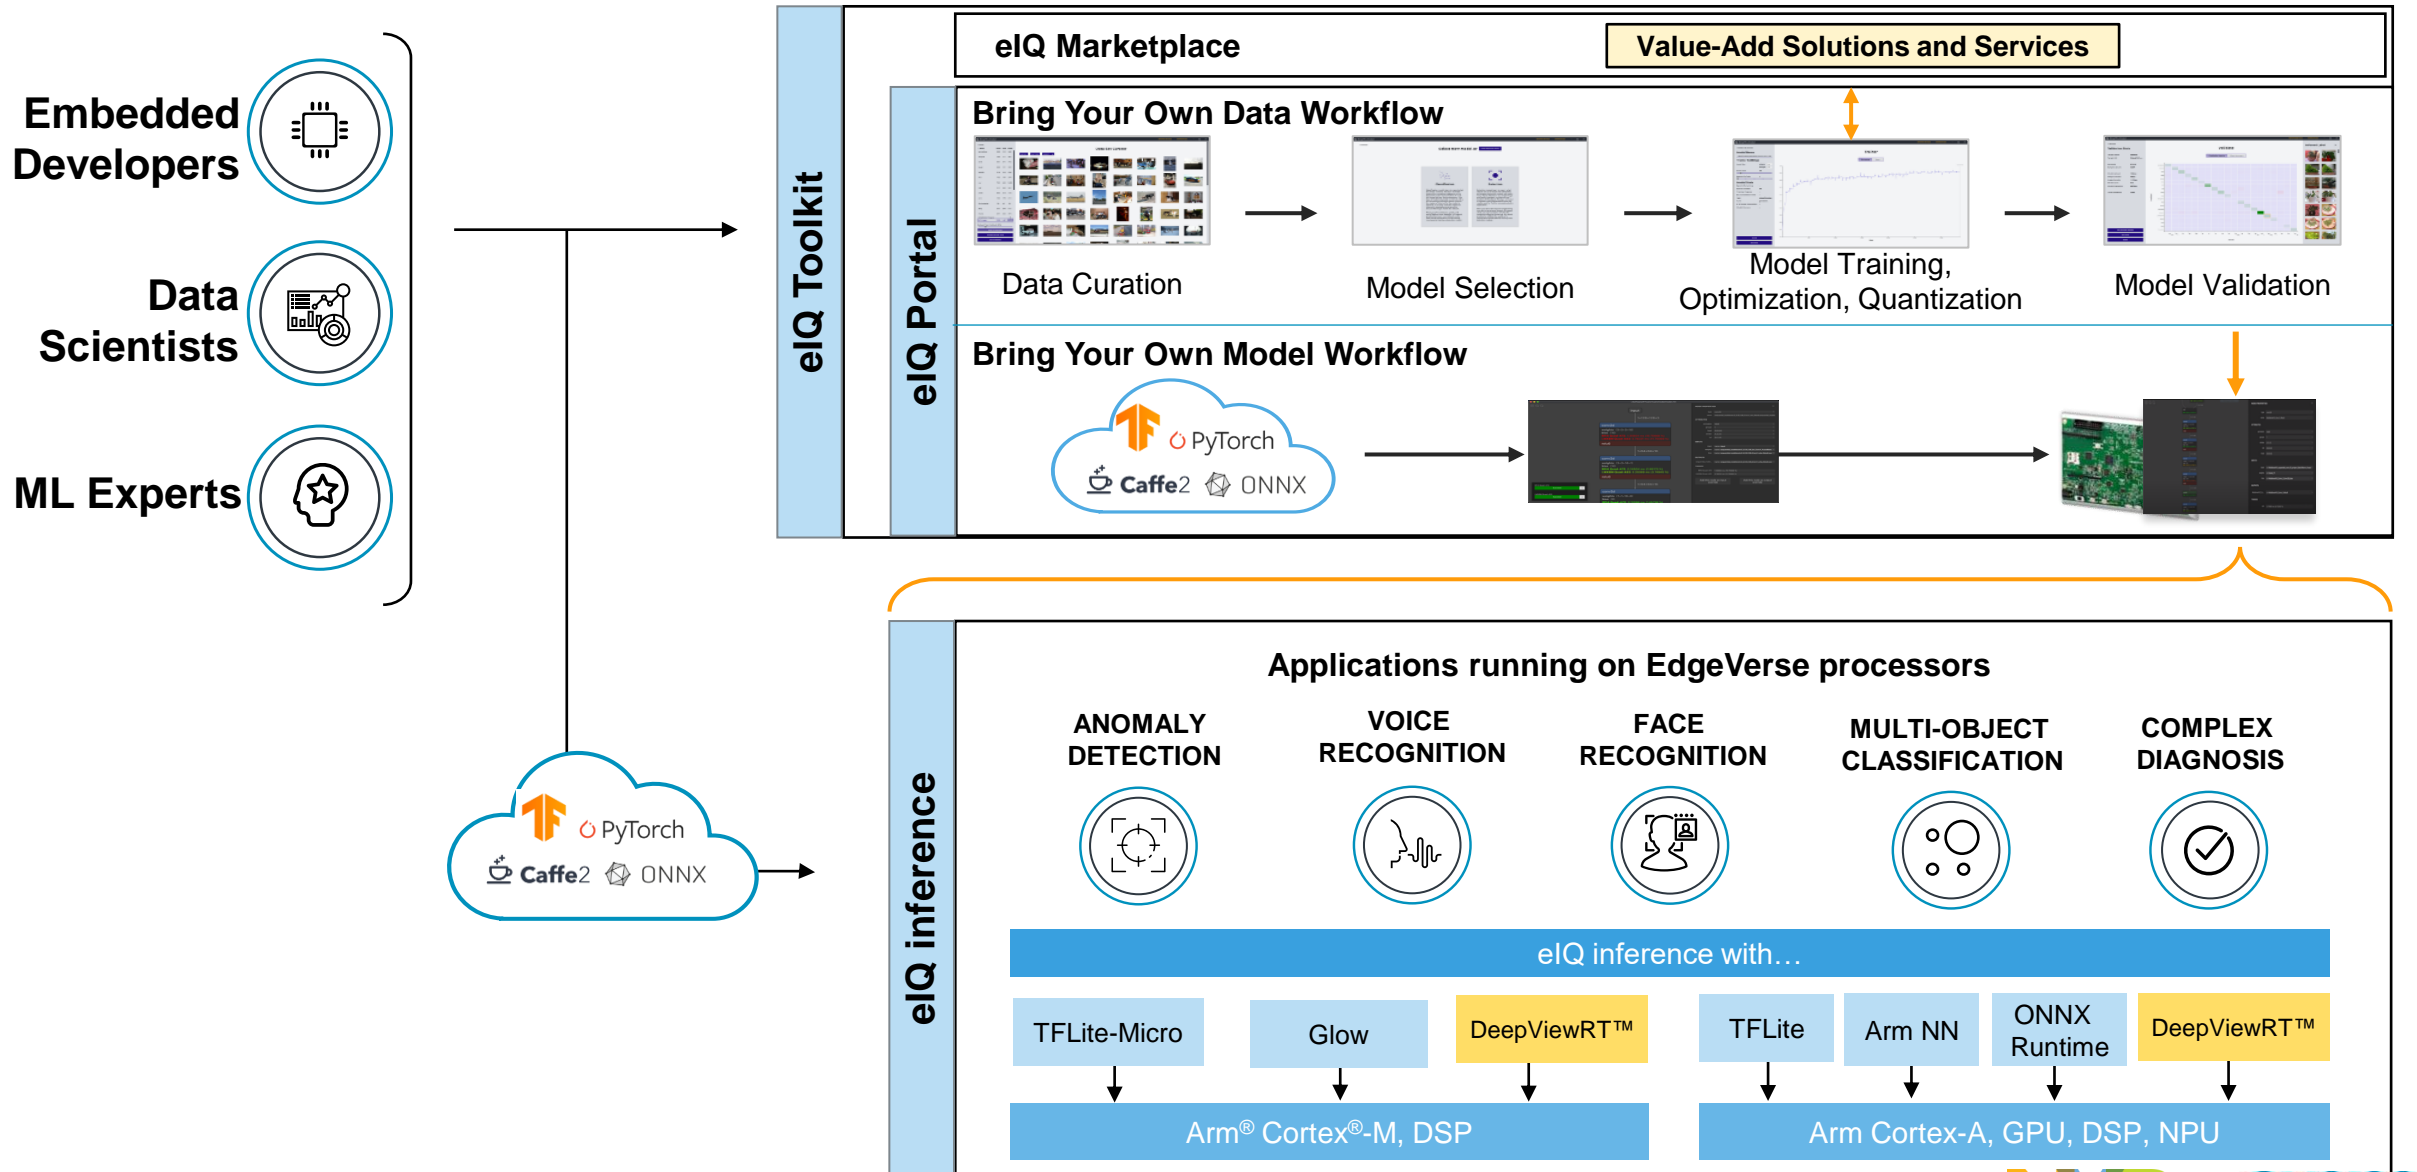 Embedded
Developers
Data
Scientists
ML Experts
eIQ Toolkit
eIQ Marketplace
Value-Add Solutions and Services
eIQ Portal
Bring Your Own Data Workflow
Data Curation
Model Selection
Model Training,
Optimization, Quantization
Model Validation
Bring Your Own Model Workflow
PyTorch
Caffe2
ONNX
PyTorch
Caffe2
ONNX
eIQ inference
Applications running on EdgeVerse processors
ANOMALY
DETECTION
VOICE
RECOGNITION
FACE
RECOGNITION
MULTI-OBJECT
CLASSIFICATION
COMPLEX
DIAGNOSIS
eIQ inference with…
TFLite-Micro
Glow
DeepViewRT™
TFLite
Arm NN
ONNX
Runtime
DeepViewRT™
Arm® Cortex®-M, DSP
Arm Cortex-A, GPU, DSP, NPU